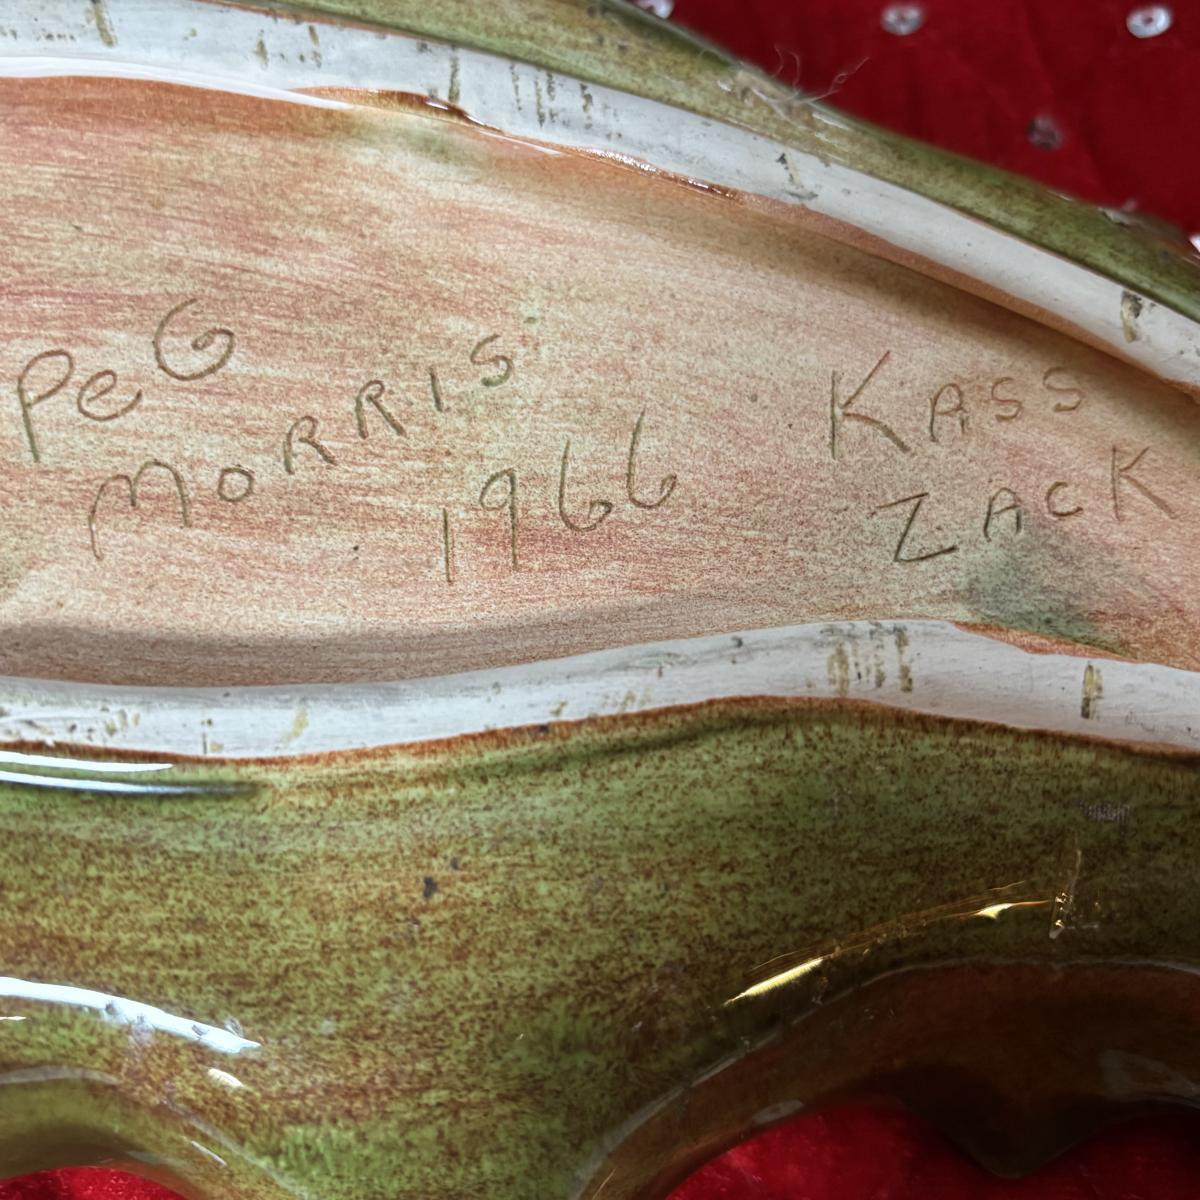 PeG
MORRIS
1966
KASS
ZACK